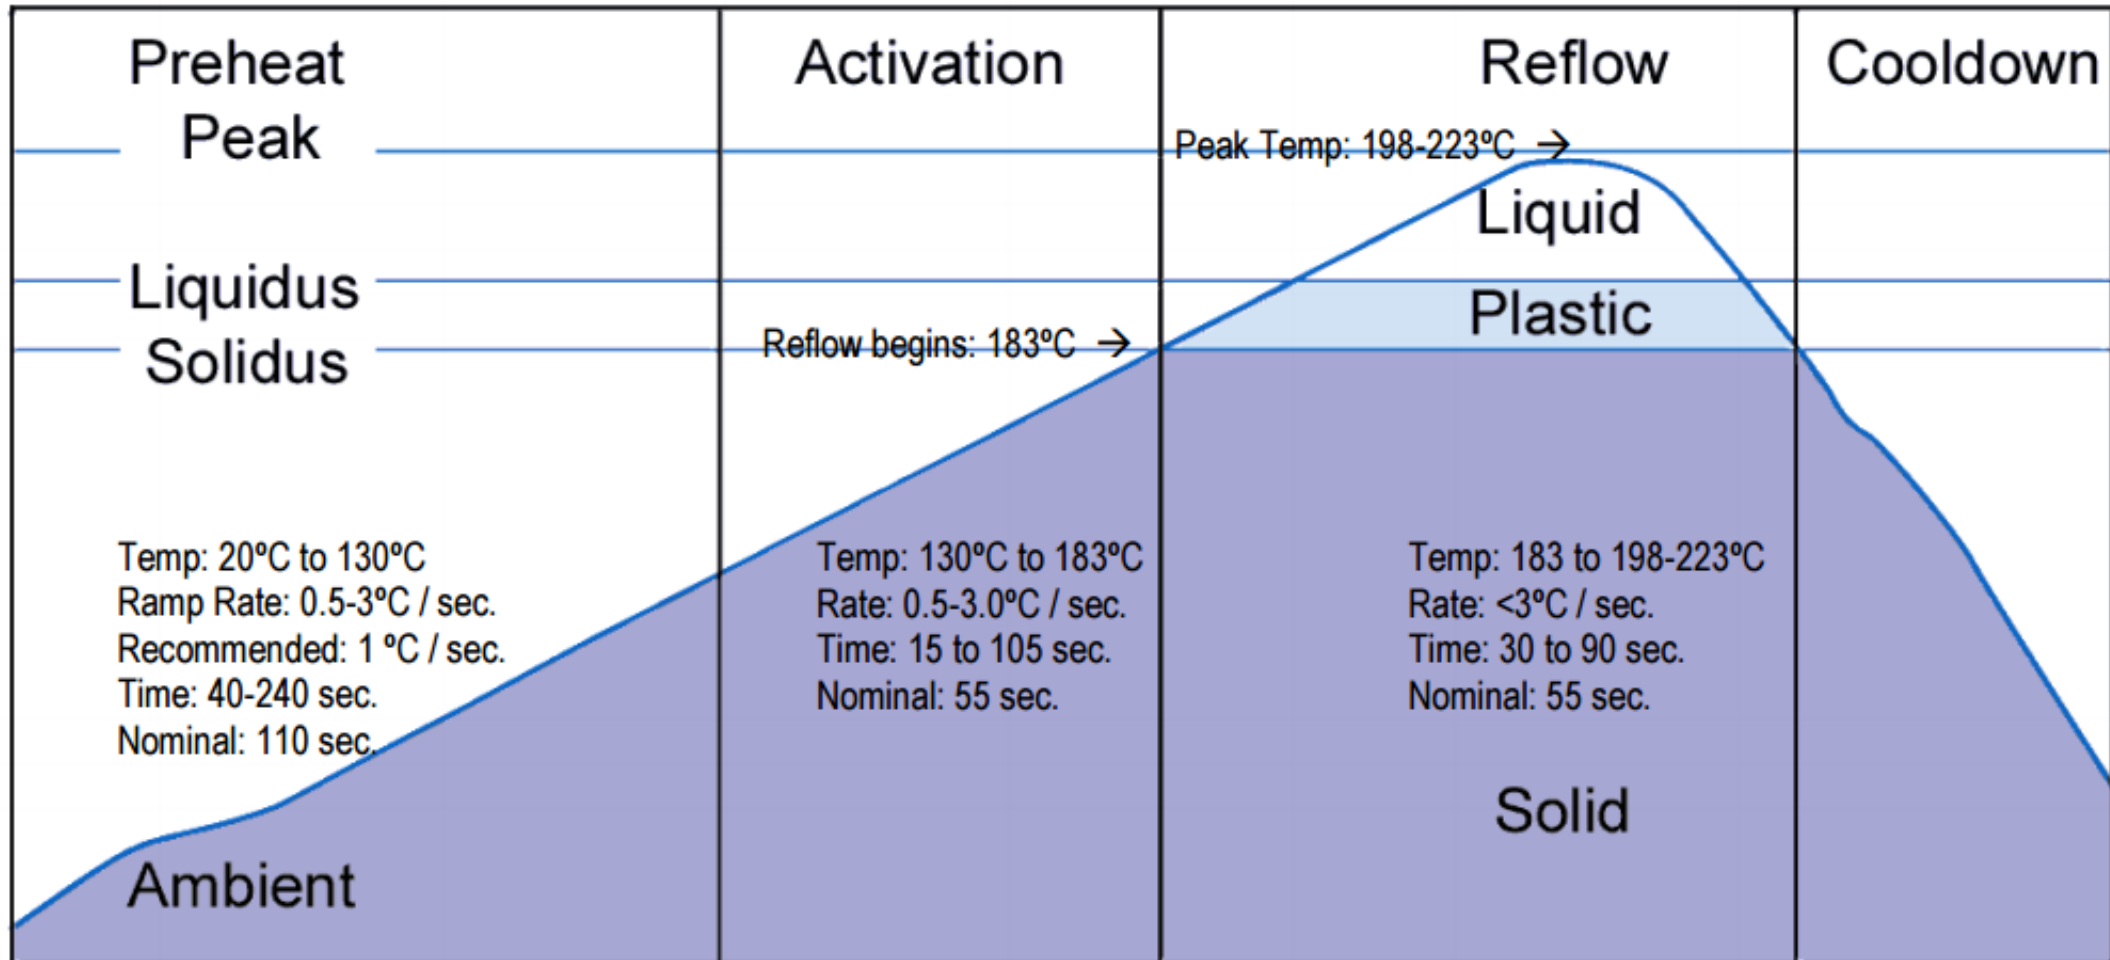 Preheat
Activation
Reflow
Cooldown
Peak
Peak Temp: 198-223ºC →
Liquid
Liquidus
Plastic
Reflow begins: 183ºC →
Solidus
Temp: 20ºC to 130ºC
Ramp Rate: 0.5-3ºC / sec.
Recommended: 1 ºC / sec.
Time: 40-240 sec.
Nominal: 110 sec.
Temp: 130ºC to 183ºC
Rate: 0.5-3.0ºC / sec.
Time: 15 to 105 sec.
Nominal: 55 sec.
Temp: 183 to 198-223ºC
Rate: <3ºC / sec.
Time: 30 to 90 sec.
Nominal: 55 sec.
Solid
Ambient